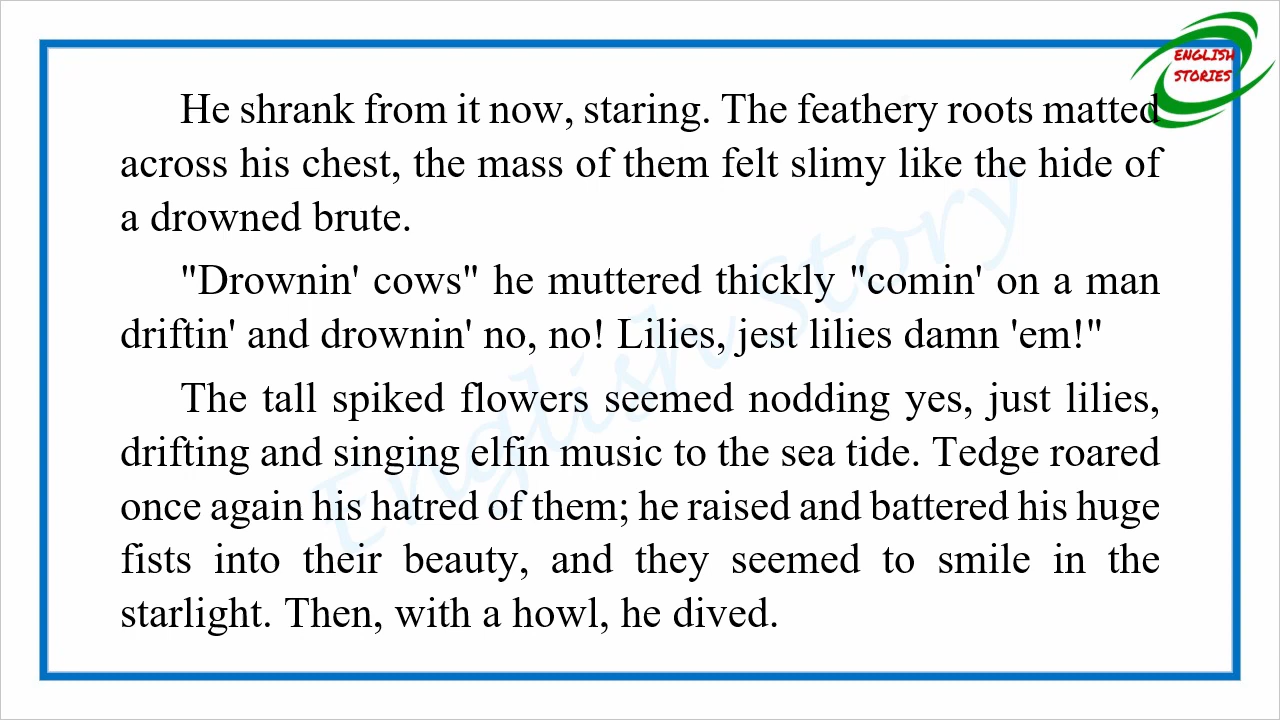 ENGLISH
STORIES
He shrank from it now, staring. The feathery roots matted
across his chest, the mass of them felt slimy like the hide of
a drowned brute.
"Drownin' cows" he muttered thickly "comin' on a man
driftin' and drownin' no, no! Lilies, jest lilies damn 'em!"
The tall spiked flowers seemed nodding yes, just lilies,
drifting and singing elfin music to the sea tide. Tedge roared
once again his hatred of them; he raised and battered his huge
fists into their beauty, and they seemed to smile in the
starlight. Then, with a howl, he dived.
English Story